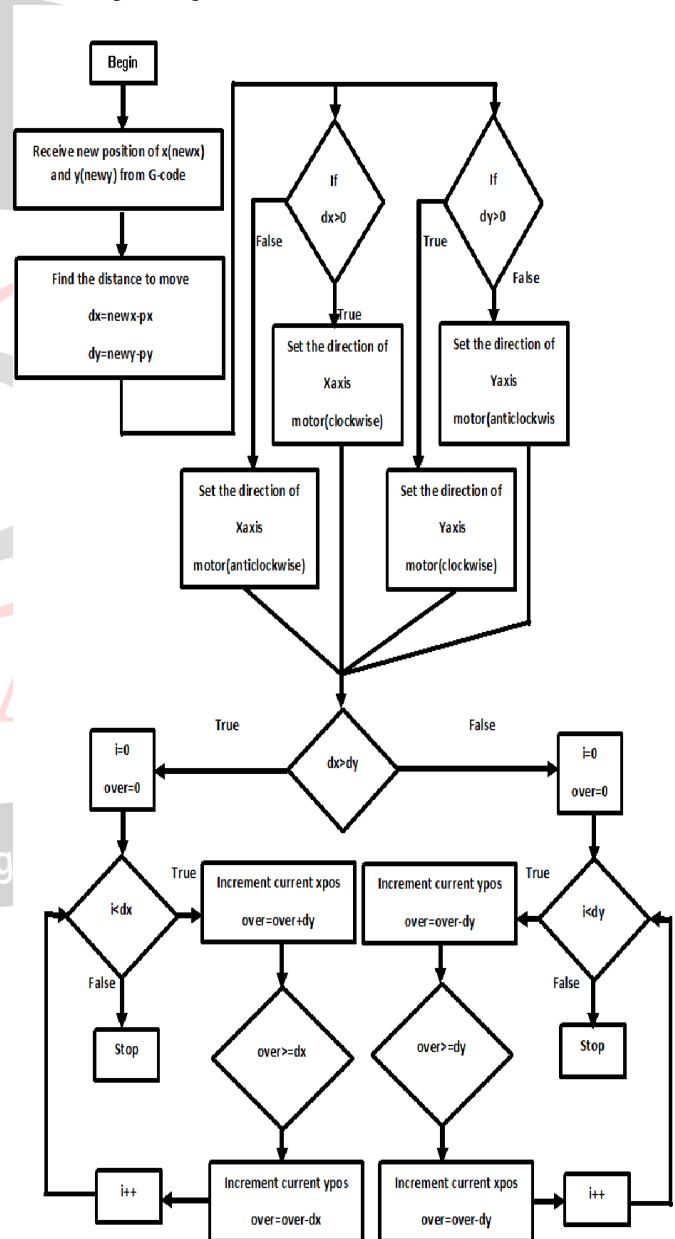 Begin
Receive new position of x(newx)
and y(newy) from G-code
Find the distance to move
dx=newx-px
dy=newy-py
If
dx>0
False
True
If
dy>0
True
False
Set the direction of
Xaxis
motor(clockwise)
Set the direction of
Yaxis
motor(anticlockwis
Set the direction of
Xaxis
motor(anticlockwise)
Set the direction of
Yaxis
motor(clockwise)
dx>dy
True
False
i=0
over=0
i=0
over=0
i<dx
True
False
Stop
Increment current xpos
over=over+dy
over>=dx
Increment current ypos
over=over-dx
i++
Increment current ypos
over=over-dy
over>=dy
Increment current xpos
over=over-dy
i++
i<dy
True
False
Stop